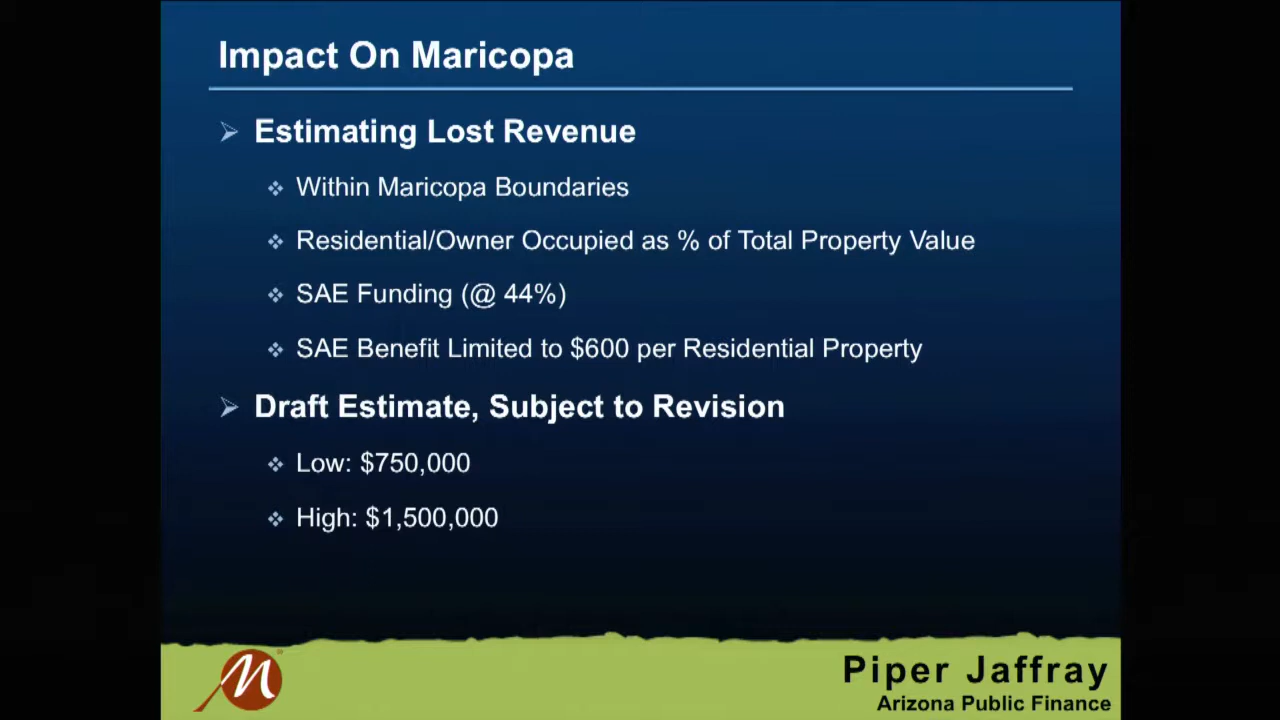 Impact On Maricopa
Estimating Lost Revenue
Within Maricopa Boundaries
Residential/Owner Occupied as % of Total Property Value
SAE Funding (@ 44%)
SAE Benefit Limited to $600 per Residential Property
Draft Estimate, Subject to Revision
Low: $750,000
High: $1,500,000
M
Piper Jaffray
Arizona Public Finance